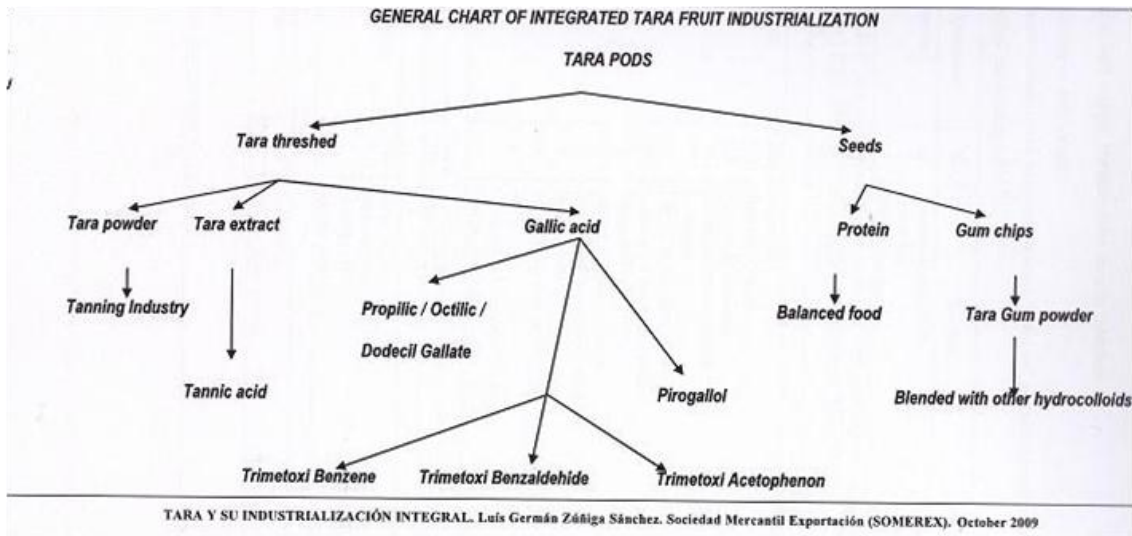 GENERAL CHART OF INTEGRATED TARA FRUIT INDUSTRIALIZATION
TARA PODS
Tara threshed
Seeds
Tara powder
Tara extract
Gallic acid
Protein
Gum chips
Tanning Industry
Propilic / Octilic /
Dodecil Gallate
Balanced food
Tara Gum powder
Tannic acid
Pirogallol
Blended with other hydrocolloids
Trimetoxi Benzene
Trimetoxi Benzaldehide
Trimetoxi Acetophenon
TARA Y SU INDUSTRIALIZACIÓN INTEGRAL. Luis Germán Zúñiga Sánchez. Sociedad Mercantil Exportación (SOMEREX). October 2009